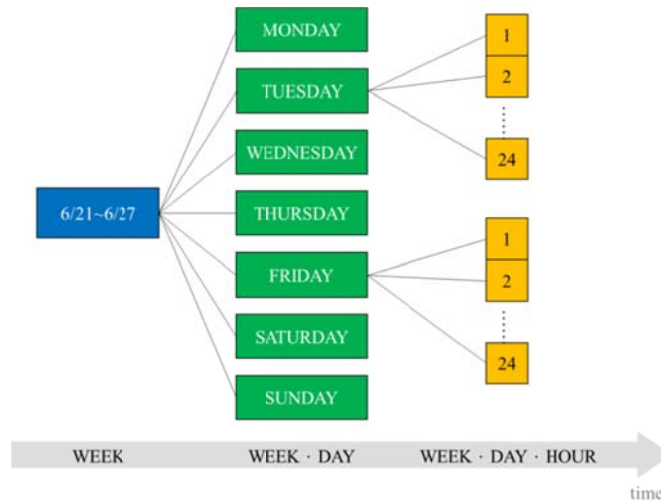 MONDAY
TUESDAY
WEDNESDAY
THURSDAY
FRIDAY
SATURDAY
SUNDAY
6/21~6/27
1
2
24
1
2
24
WEEK
WEEK · DAY
WEEK · DAY · HOUR
time